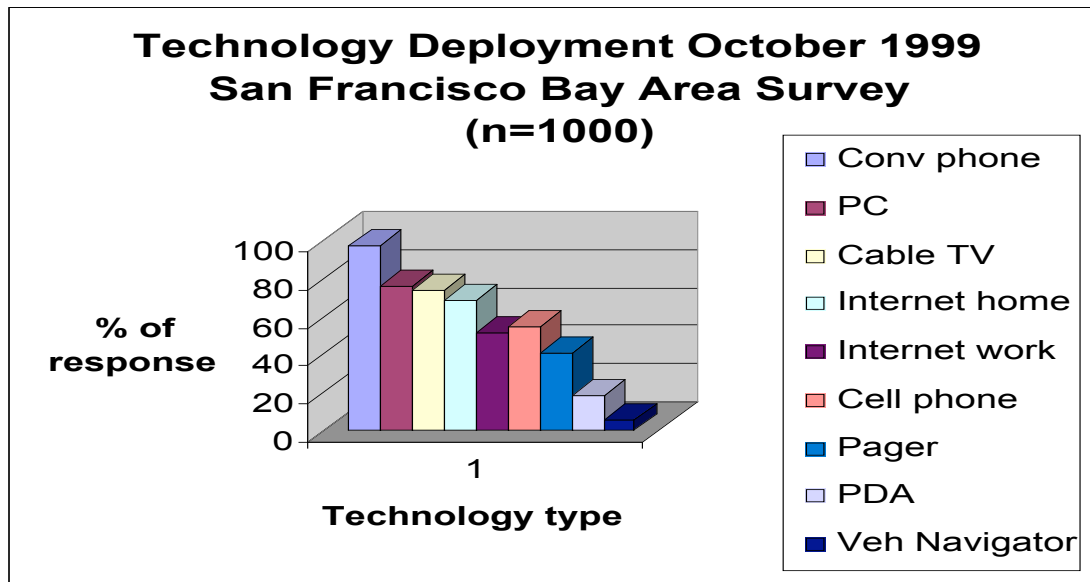 Technology Deployment October 1999
San Francisco Bay Area Survey
(n=1000)
% of
response
100
80
60
40
20
0
1
Technology type
Conv phone
PC
Cable TV
Internet home
Internet work
Cell phone
Pager
PDA
Veh Navigator